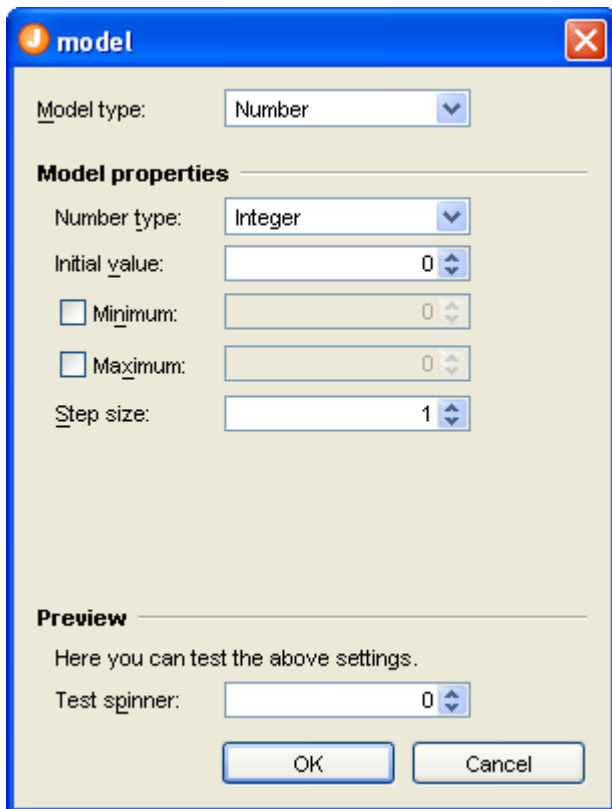 model
Model type: Number
Model properties
Number type: Integer
Initial value: 0
Minimum: 0
Maximum: 0
Step size: 1
Preview
Here you can test the above settings.
Test spinner: 0
OK Cancel